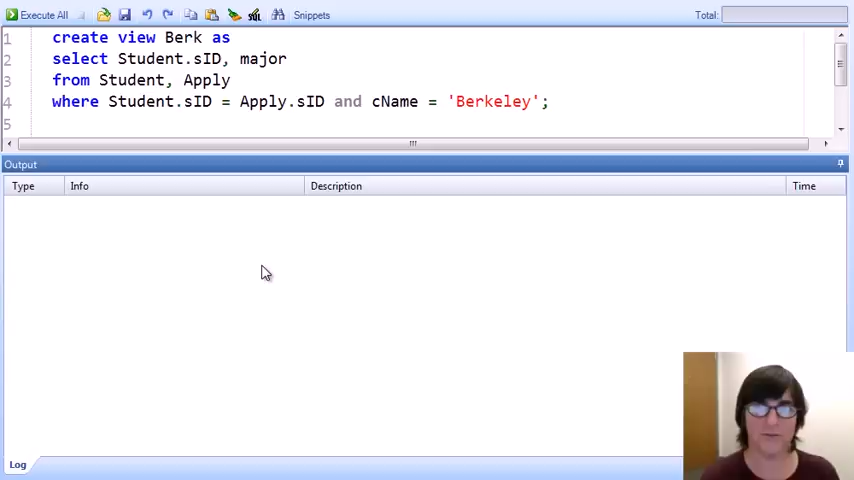 Execute All
SQL
Snippets
Total:
1 create view Berk as
2 select Student.sID, major
3 from Student, Apply
4 where Student.sID = Apply.sID and cName = 'Berkeley';
5
Output
Type Info Description Time
Log